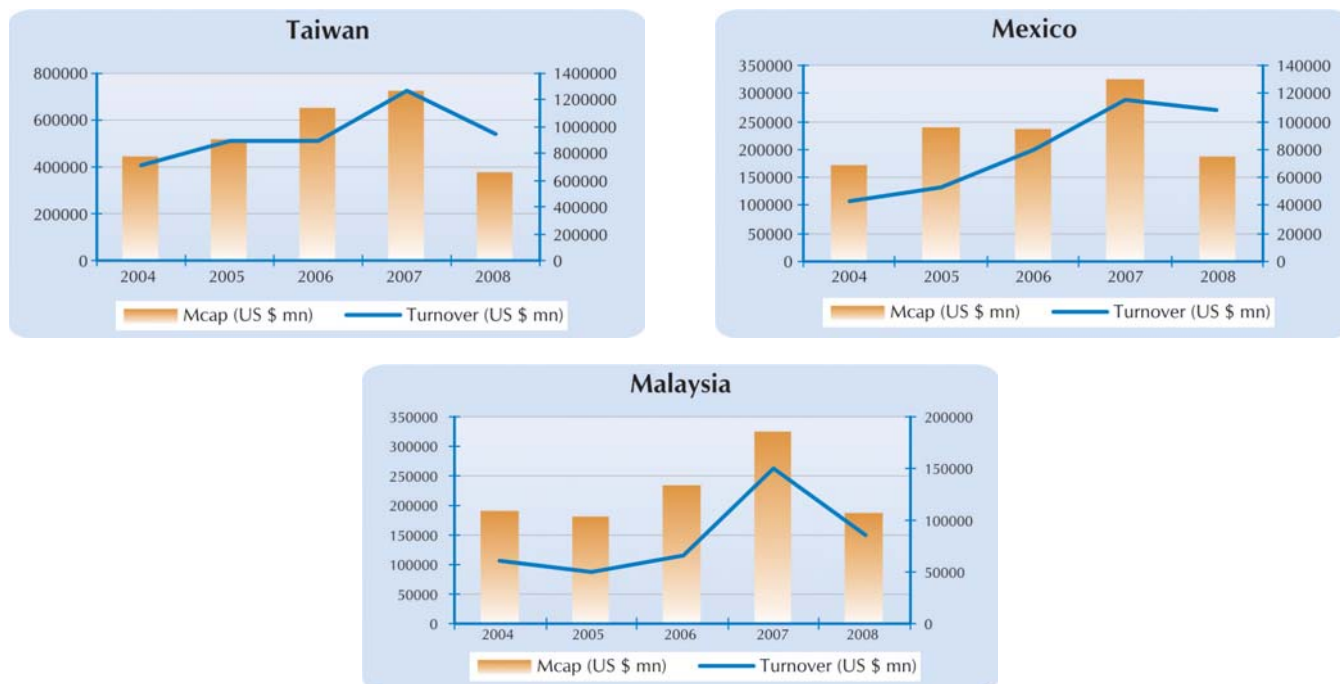 Taiwan
800000 1400000
1200000
600000 1000000
800000
400000
600000
200000 400000
200000
0 0
2004 2005 2006 2007 2008
Mcap (US $ mn) Turnover (US $ mn)
Mexico
350000 140000
300000 120000
250000 100000
200000 80000
150000 60000
100000 40000
50000 20000
0 0
2004 2005 2006 2007 2008
Mcap (US $ mn) Turnover (US $ mn)
Malaysia
350000 200000
300000
250000 150000
200000
150000 100000
100000
50000 50000
0 0
2004 2005 2006 2007 2008
Mcap (US $ mn) Turnover (US $ mn)